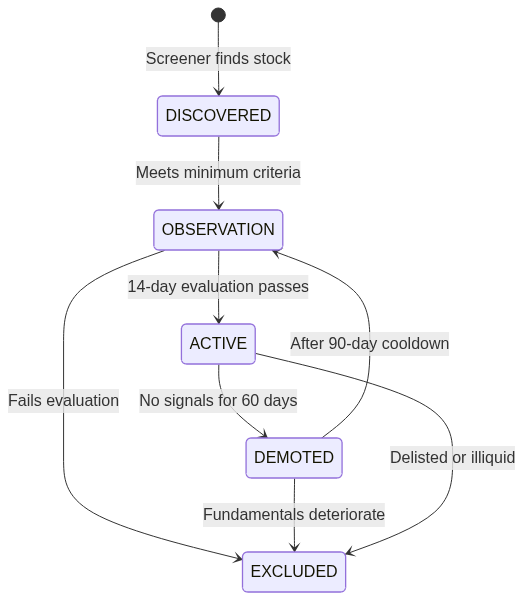 Screener finds stock
DISCOVERED
Meets minimum criteria
OBSERVATION
14-day evaluation passes
ACTIVE
After 90-day cooldown
Fails evaluation
No signals for 60 days
DEMOTED
Delisted or illiquid
Fundamentals deteriorate
EXCLUDED